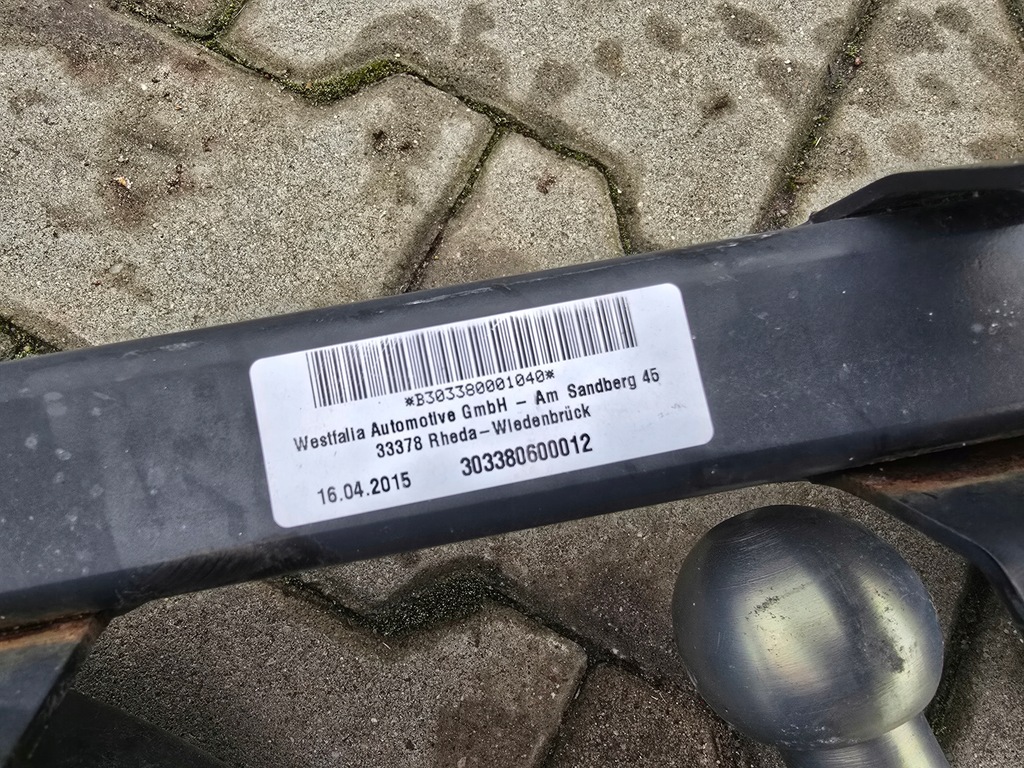 *B303380001040*
Westfalia Automotive GmbH - Am Sandberg 45
33378 Rheda-Wiedenbrück
16.04.2015 303380600012